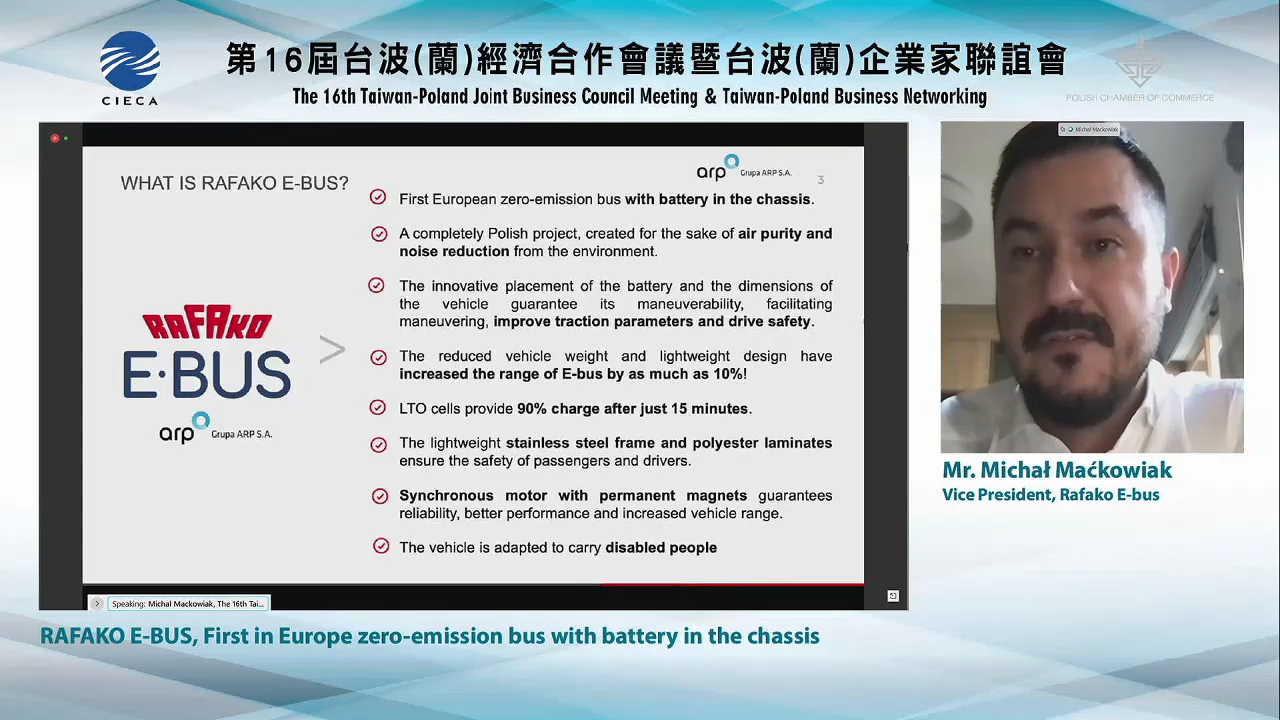 第16屆台波(蘭)經濟合作會議暨台波(蘭)企業家聯誼會
CIECA
The 16th Taiwan-Poland Joint Business Council Meeting & Taiwan-Poland Business Networking
POLISH CHAMBER OF COMMERCE
WHAT IS RAFAKO E-BUS?
arp Grupa ARP S.A.
3
First European zero-emission bus with battery in the chassis.
A completely Polish project, created for the sake of air purity and
noise reduction from the environment.
The innovative placement of the battery and the dimensions of
the vehicle guarantee its maneuverability, facilitating
maneuvering, improve traction parameters and drive safety.
The reduced vehicle weight and lightweight design have
increased the range of E-bus by as much as 10%!
LTO cells provide 90% charge after just 15 minutes.
The lightweight stainless steel frame and polyester laminates
ensure the safety of passengers and drivers.
Synchronous motor with permanent magnets guarantees
reliability, better performance and increased vehicle range.
The vehicle is adapted to carry disabled people
RAFAKO
E·BUS
arp Grupa ARP S.A.
>
Speaking: Michał Maćkowiak, The 16th Tai...
Michał Maćkowiak
Mr. Michał Maćkowiak
Vice President, Rafako E-bus
RAFAKO E-BUS, First in Europe zero-emission bus with battery in the chassis